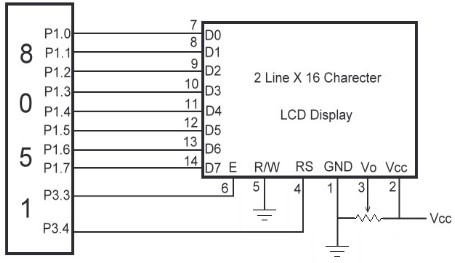 8
0
5
1
P1.0 7 D0
P1.1 8 D1
P1.2 9 D2
P1.3 10 D3
P1.4 11 D4
P1.5 12 D5
P1.6 13 D6
P1.7 14 D7
P3.3
P3.4
2 Line X 16 Charecter
LCD Display
E R/W RS GND Vo Vcc
6 5 4 1 3 2
Vcc